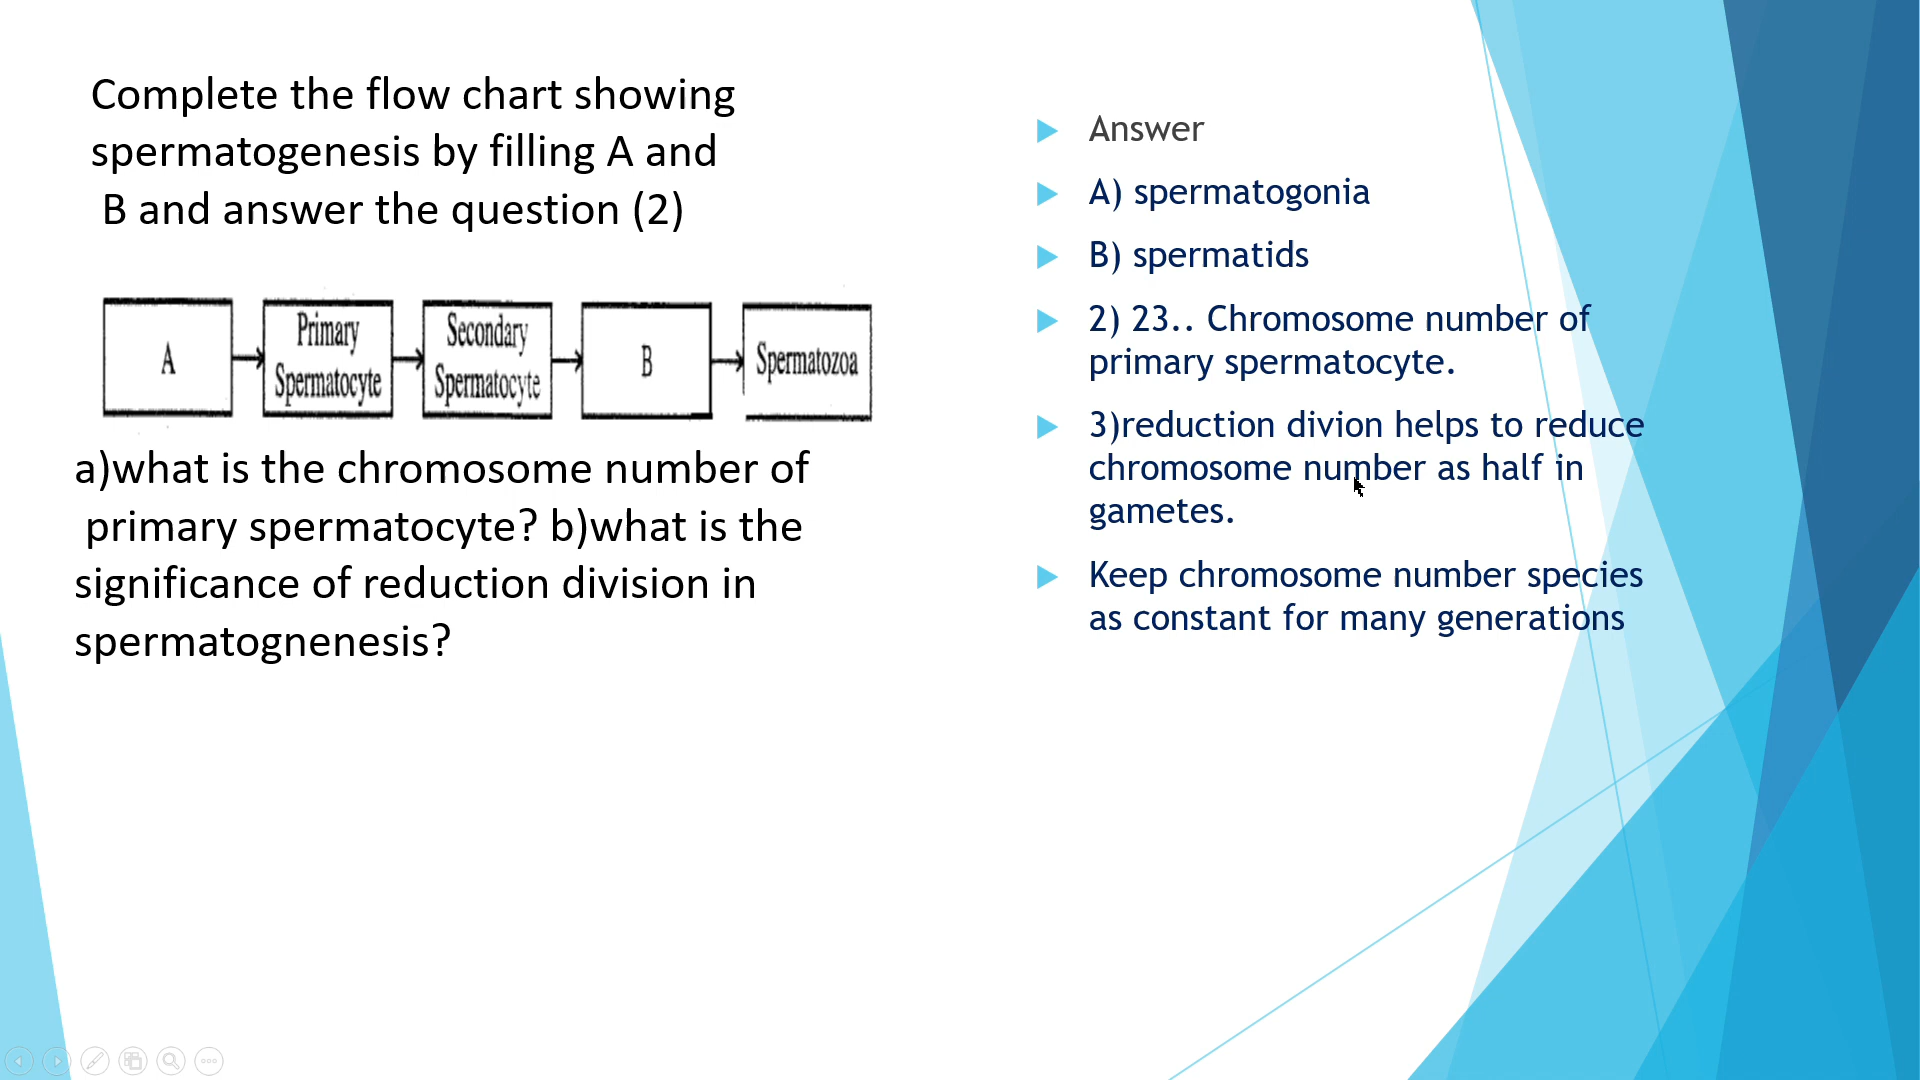 Complete the flow chart showing
spermatogenesis by filling A and
B and answer the question (2)
A
Primary
Spermatocyte
Secondary
Spermatocyte
B
Spermatozoa
a)what is the chromosome number of
primary spermatocyte? b)what is the
significance of reduction division in
spermatognenesis?
Answer
A) spermatogonia
B) spermatids
2) 23.. Chromosome number of
primary spermatocyte.
3)reduction divion helps to reduce
chromosome number as half in
gametes.
Keep chromosome number species
as constant for many generations